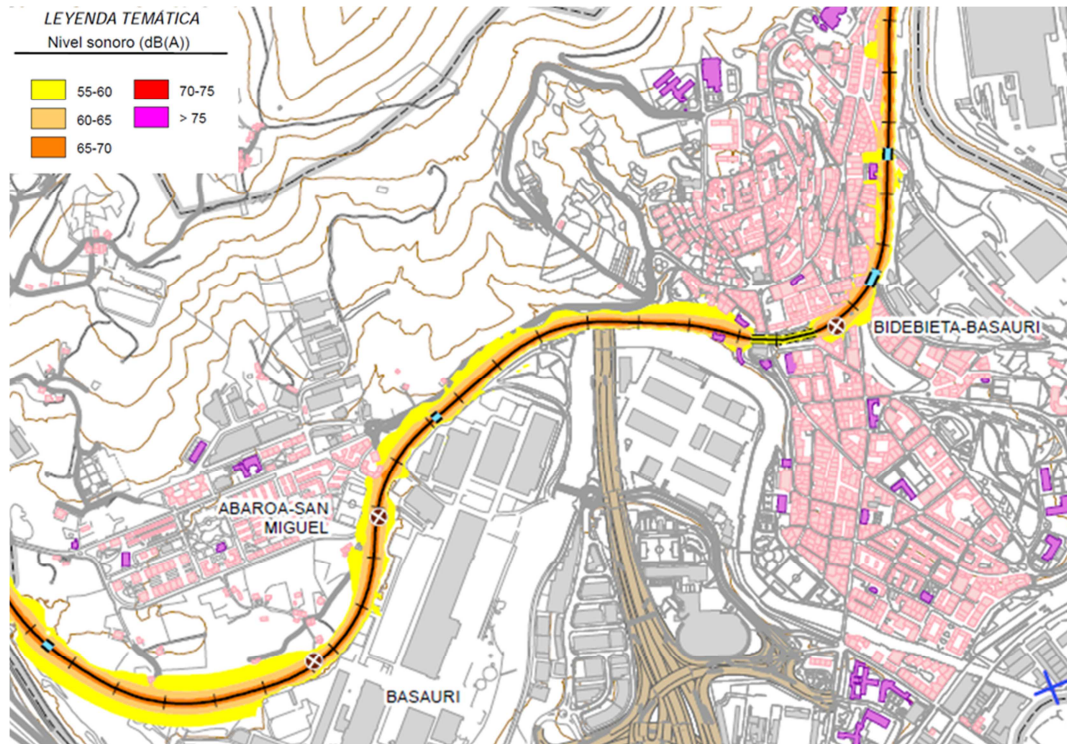 LEYENDA TEMÁTICA
Nivel sonoro (dB(A))
55-60
70-75
60-65
> 75
65-70
BIDEBIETA-BASAURI
ABAROA-SAN
MIGUEL
BASAURI